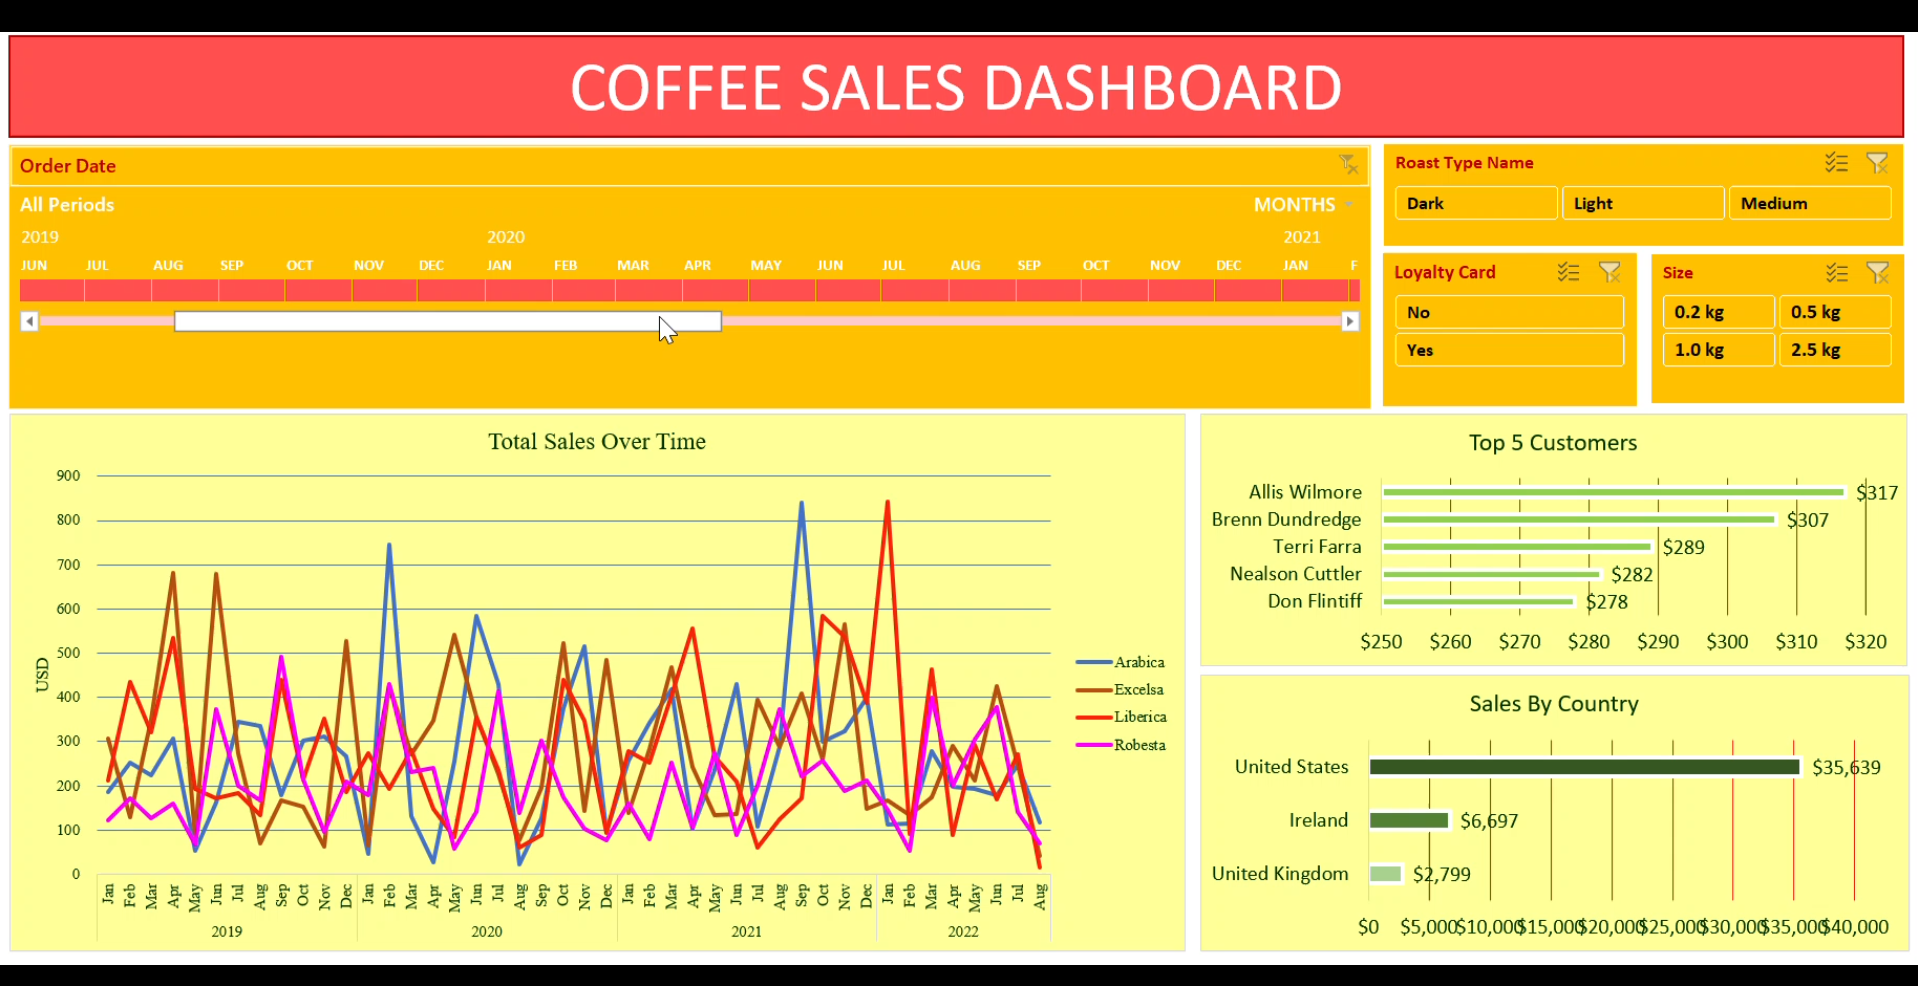 COFFEE SALES DASHBOARD
Order Date
All Periods
MONTHS
2019 2020 2021
JUN JUL AUG SEP OCT NOV DEC JAN FEB MAR APR MAY JUN JUL AUG SEP OCT NOV DEC JAN F
Roast Type Name
Dark Light Medium
Loyalty Card
No
Yes
Size
0.2 kg 0.5 kg
1.0 kg 2.5 kg
Total Sales Over Time
900
800
700
600
500
400
300
200
100
0
USD
Jan Feb Mar Apr May Jun Jul Aug Sep Oct Nov Dec Jan Feb Mar Apr May Jun Jul Aug Sep Oct Nov Dec Jan Feb Mar Apr May Jun Jul Aug Sep Oct Nov Dec Jan Feb Mar Apr May Jun Jul Aug
2019 2020 2021 2022
Arabica
Excelsa
Liberica
Robesta
Top 5 Customers
Allis Wilmore $317
Brenn Dundredge $307
Terri Farra $289
Nealson Cuttler $282
Don Flintiff $278
$250 $260 $270 $280 $290 $300 $310 $320
Sales By Country
United States $35,639
Ireland $6,697
United Kingdom $2,799
$0 $5,000 $10,000 $15,000 $20,000 $25,000 $30,000 $35,000 $40,000